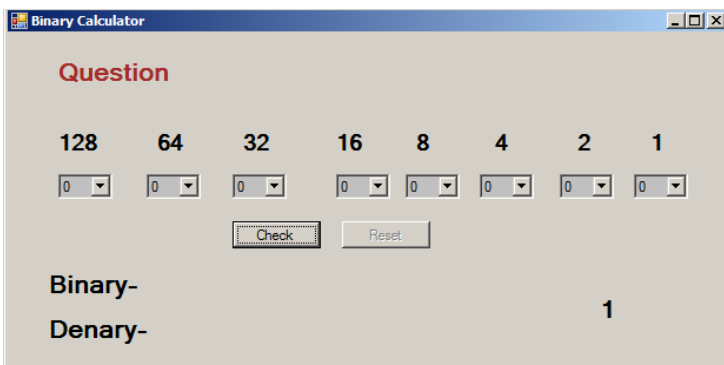 Binary Calculator
Question
128 64 32 16 8 4 2 1
0 0 0 0 0 0 0 0
Check Reset
Binary-
1
Denary-